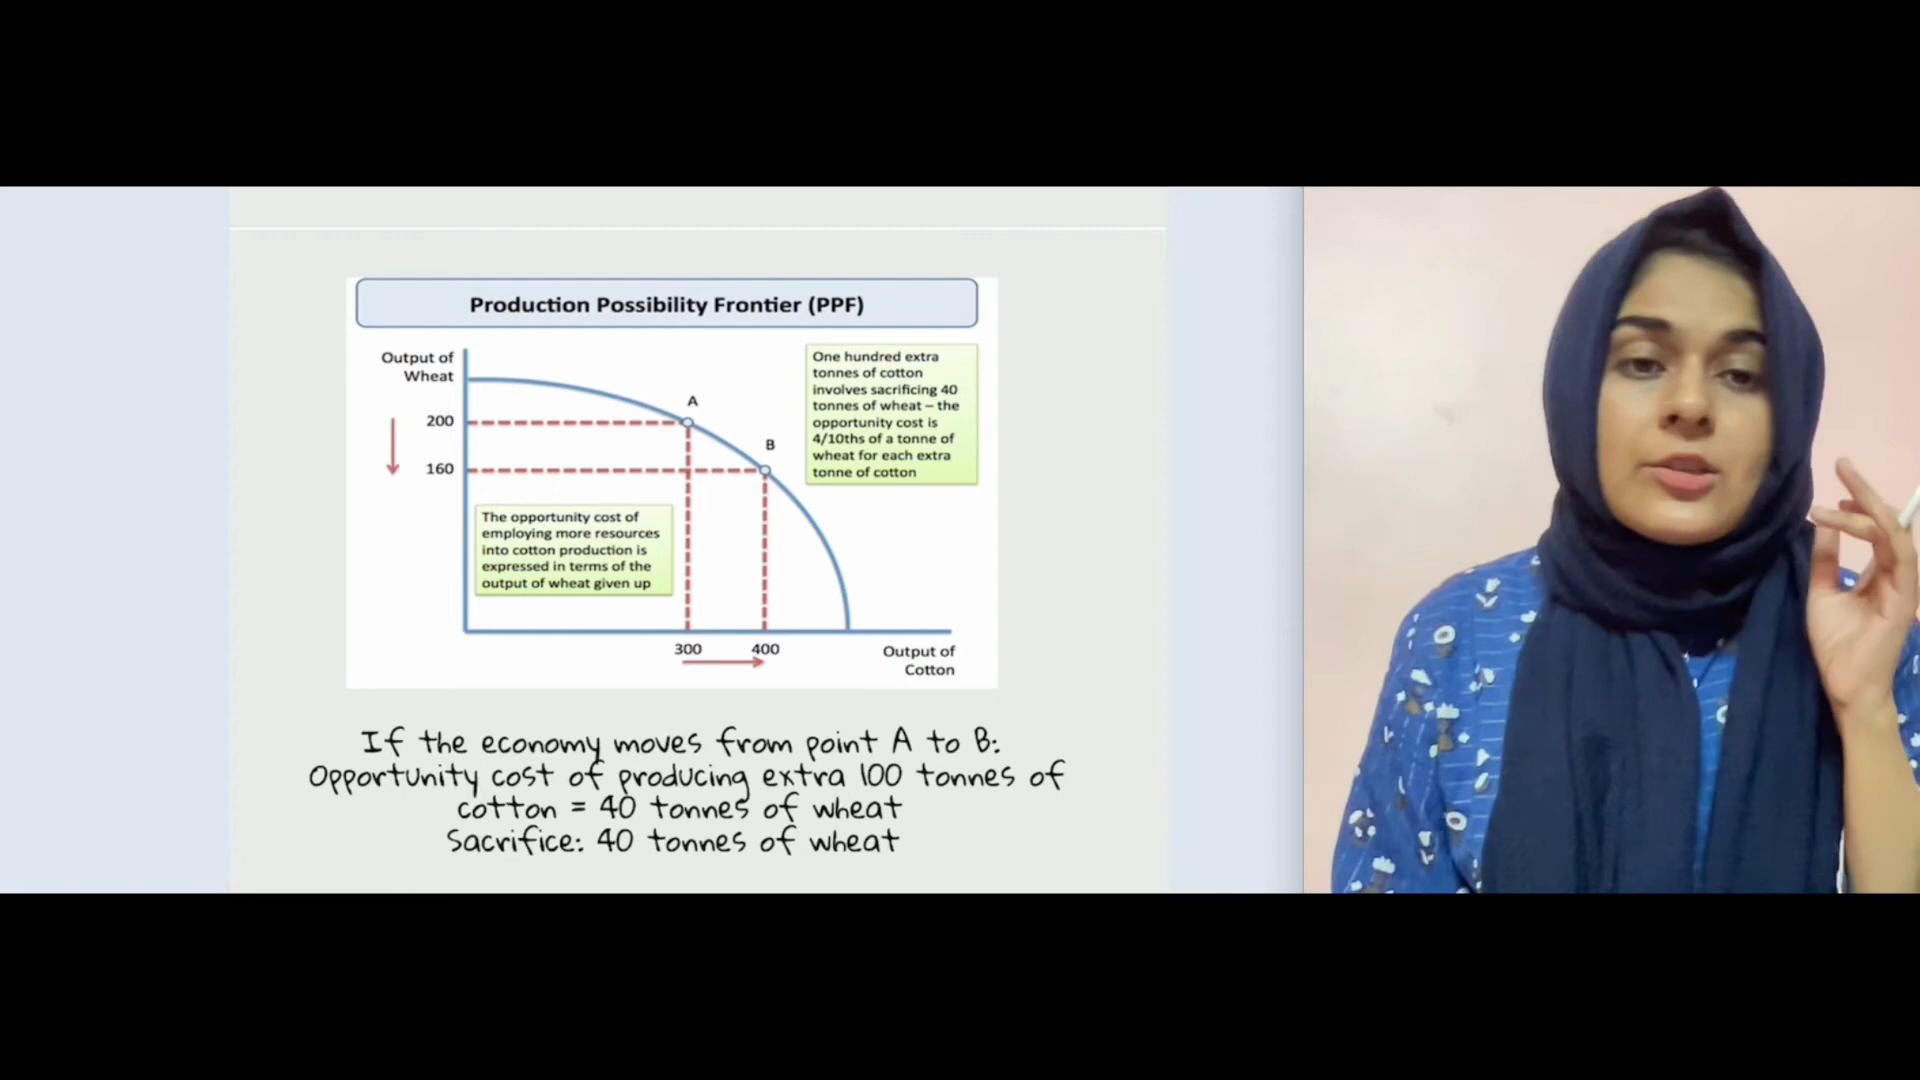 Production Possibility Frontier (PPF)
Output of
Wheat
200
160
A
B
One hundred extra
tonnes of cotton
involves sacrificing 40
tonnes of wheat – the
opportunity cost is
4/10ths of a tonne of
wheat for each extra
tonne of cotton
The opportunity cost of
employing more resources
into cotton production is
expressed in terms of the
output of wheat given up
300
400
Output of
Cotton
If the economy moves from point A to B:
Opportunity cost of producing extra 100 tonnes of
cotton = 40 tonnes of wheat
Sacrifice: 40 tonnes of wheat